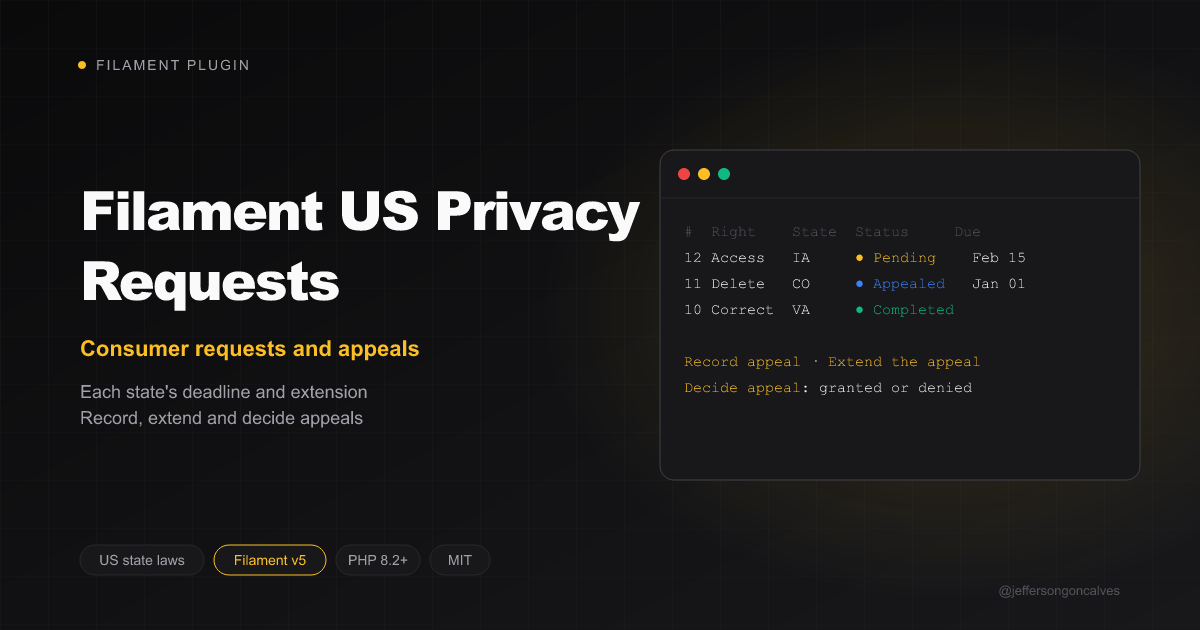 FILAMENT PLUGIN
Filament US Privacy
Requests
Consumer requests and appeals
Each state's deadline and extension
Record, extend and decide appeals
US state laws
Filament v5
PHP 8.2+
MIT
# Right State Status Due
12 Access IA ● Pending Feb 15
11 Delete CO ● Appealed Jan 01
10 Correct VA ● Completed
Record appeal · Extend the appeal
Decide appeal: granted or denied
@jeffersongoncalves